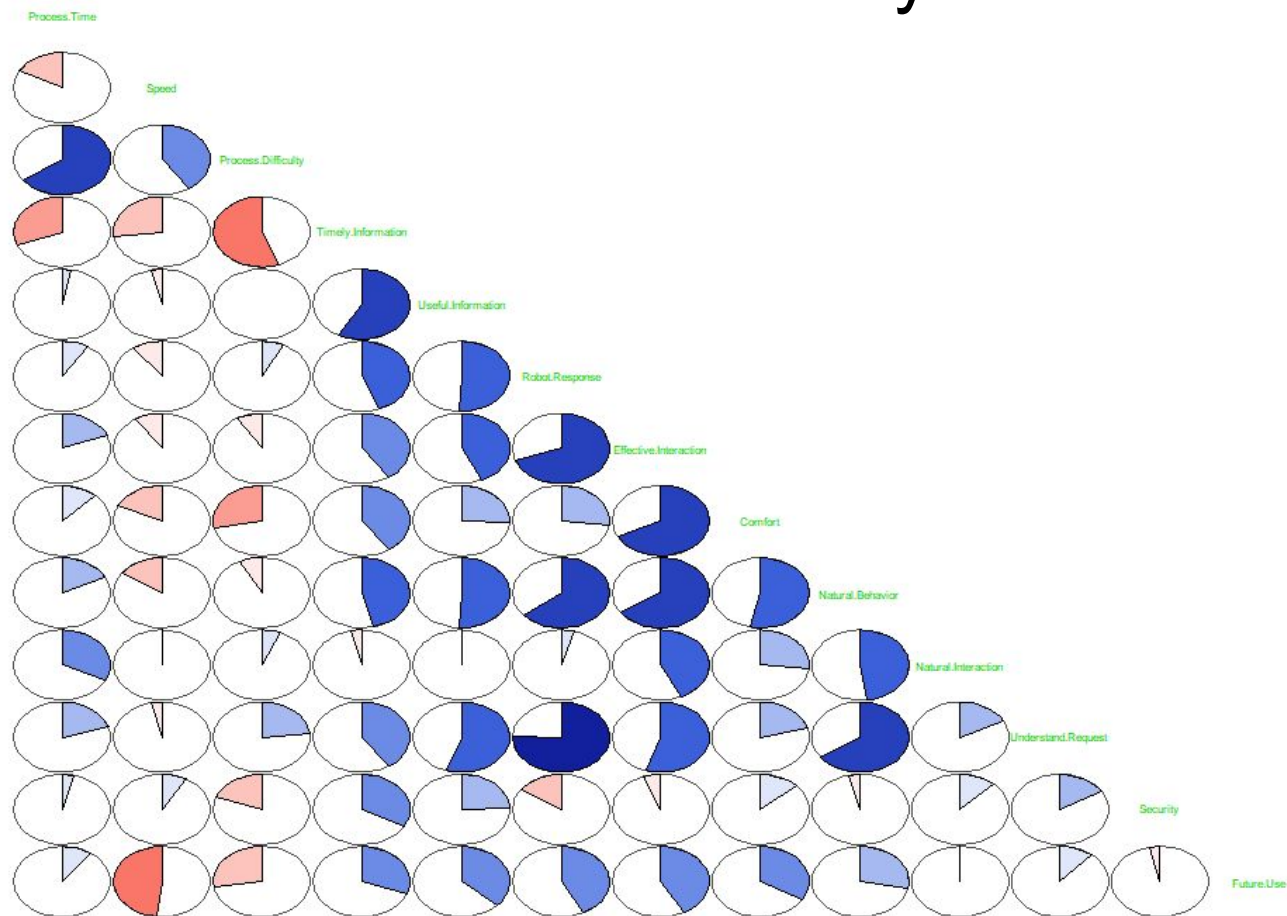 y
Process.Time
Speed
Process.Difficulty
Timely.Information
Useful.Information
Robot.Response
Effective.Interaction
Comfort
Natural.Behavior
Natural.Interaction
Understand.Request
Security
Future.Use